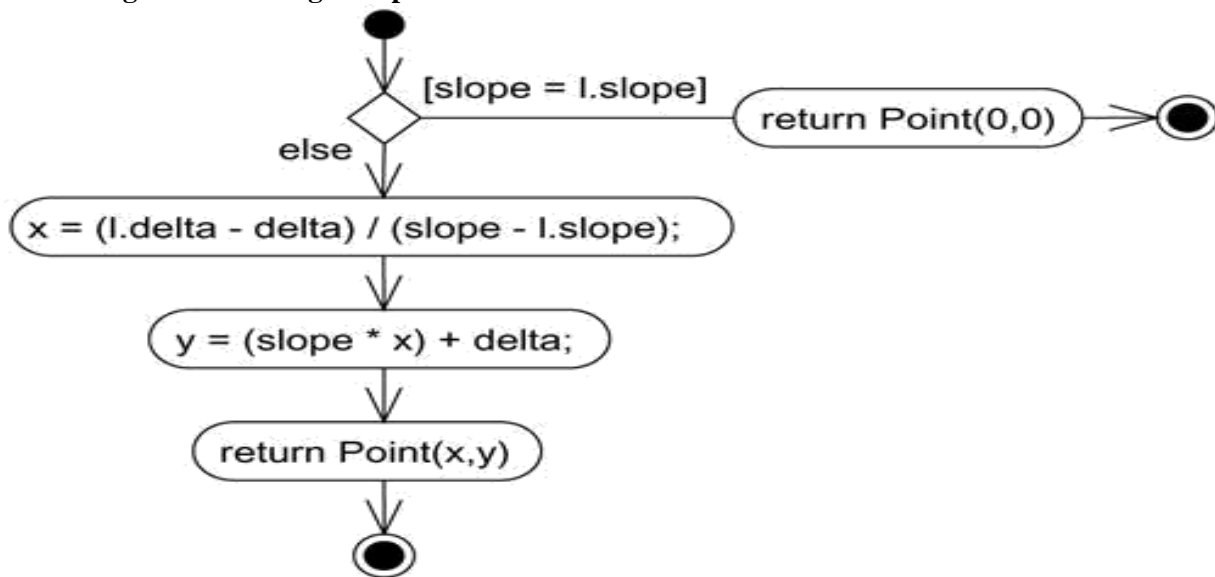 [slope = l.slope]
return Point(0,0)
else
x = (l.delta - delta) / (slope - l.slope);
y = (slope * x) + delta;
return Point(x,y)